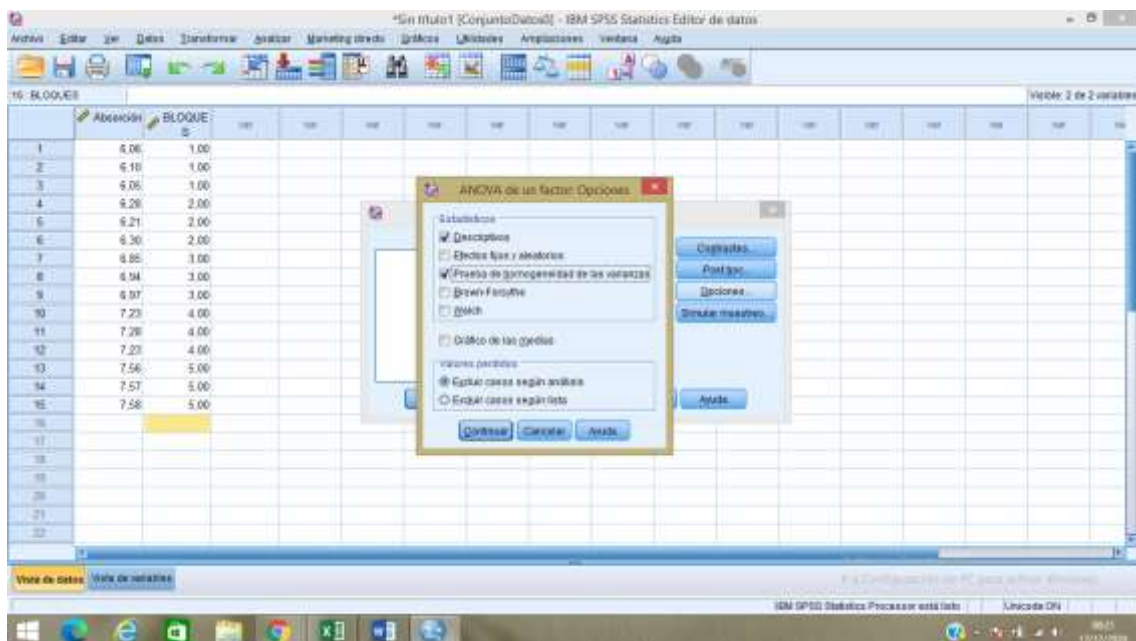 *Sin título1 [ConjuntoDatos0] - IBM SPSS Statistics Editor de datos
Archivo Editar Ver Datos Transformar Analizar Marketing directo Gráficos Utilidades Ampliaciones Ventana Ayuda
16 : BLOQUES
Visible: 2 de 2 variables
Absorción BLOQUE
S
1 1,00
2 6,10 1,00
3 1,00
4 6,28 2,00
5 6,21 2,00
6 6,30 2,00
7 6,85 3,00
8 6,94 3,00
9 6,97 3,00
10 7,23 4,00
11 4,00
12 7,23 4,00
13 7,56 5,00
14 7,57 5,00
15 7,58 5,00
16
17
18
19
20
21
22
ANOVA de un factor: Opciones
Estadísticos
Descriptivos
Efectos fijos y aleatorios
Prueba de homogeneidad de las varianzas
Brown-Forsythe
Welch
Gráfico de las medias
Valores perdidos
Excluir casos según análisis
Excluir casos según lista
Continuar Cancelar Ayuda
Contrastes...
Post hoc...
Opciones...
Simular muestreo...
Ayuda
Vista de datos Vista de variables
IBM SPSS Statistics Processor está listo Unicode:ON